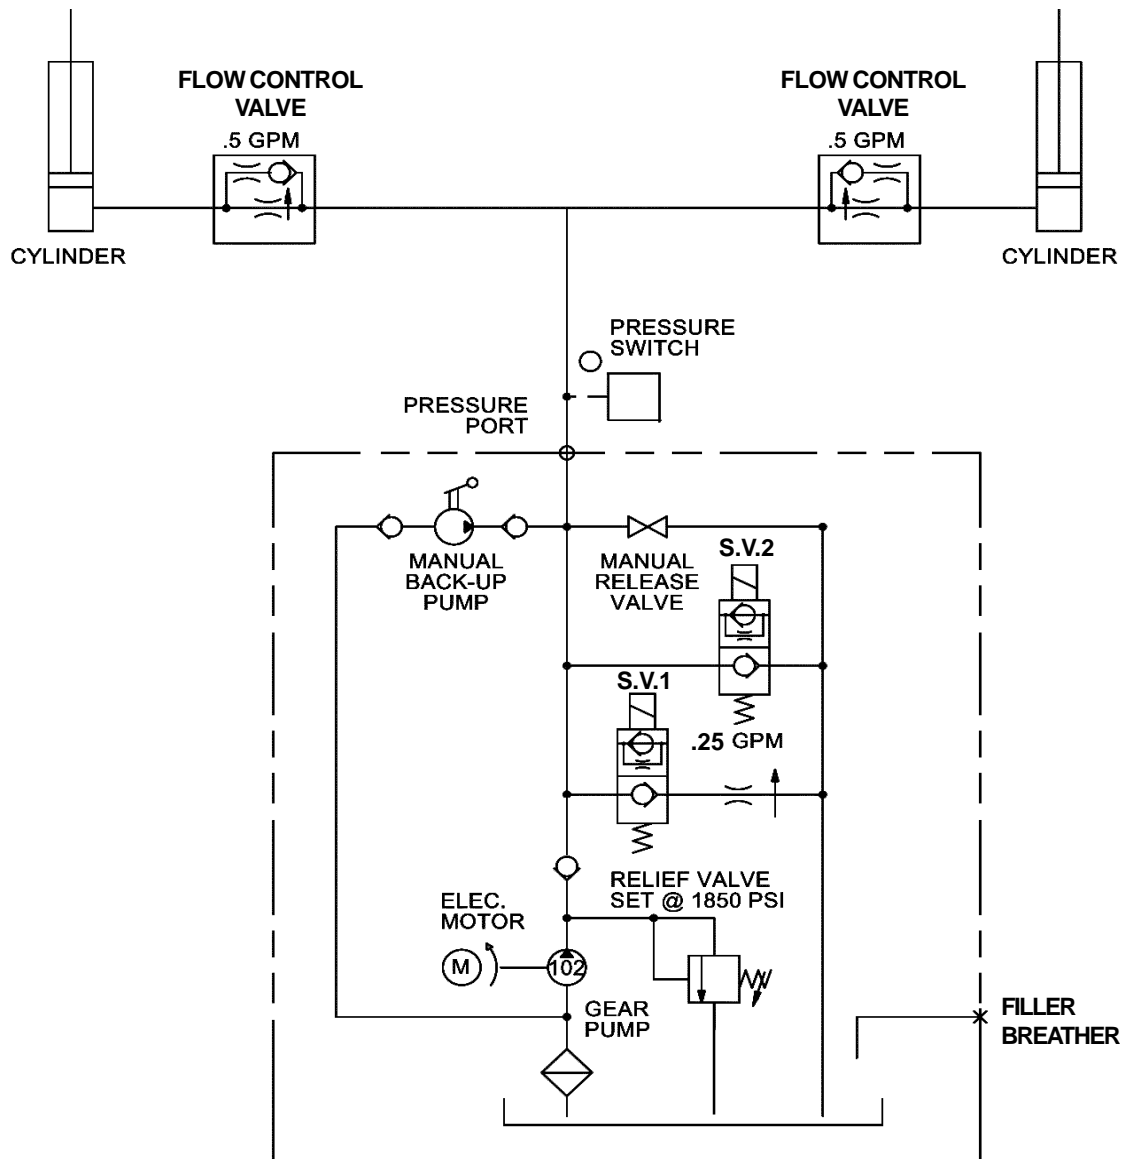 FLOW CONTROL
VALVE
.5 GPM
FLOW CONTROL
VALVE
.5 GPM
CYLINDER
CYLINDER
PRESSURE
SWITCH
PRESSURE
PORT
MANUAL
BACK-UP
PUMP
MANUAL
RELEASE
VALVE
S.V.2
S.V.1
.25 GPM
RELIEF VALVE
SET @ 1850 PSI
ELEC.
MOTOR
M
102
GEAR
PUMP
FILLER
BREATHER